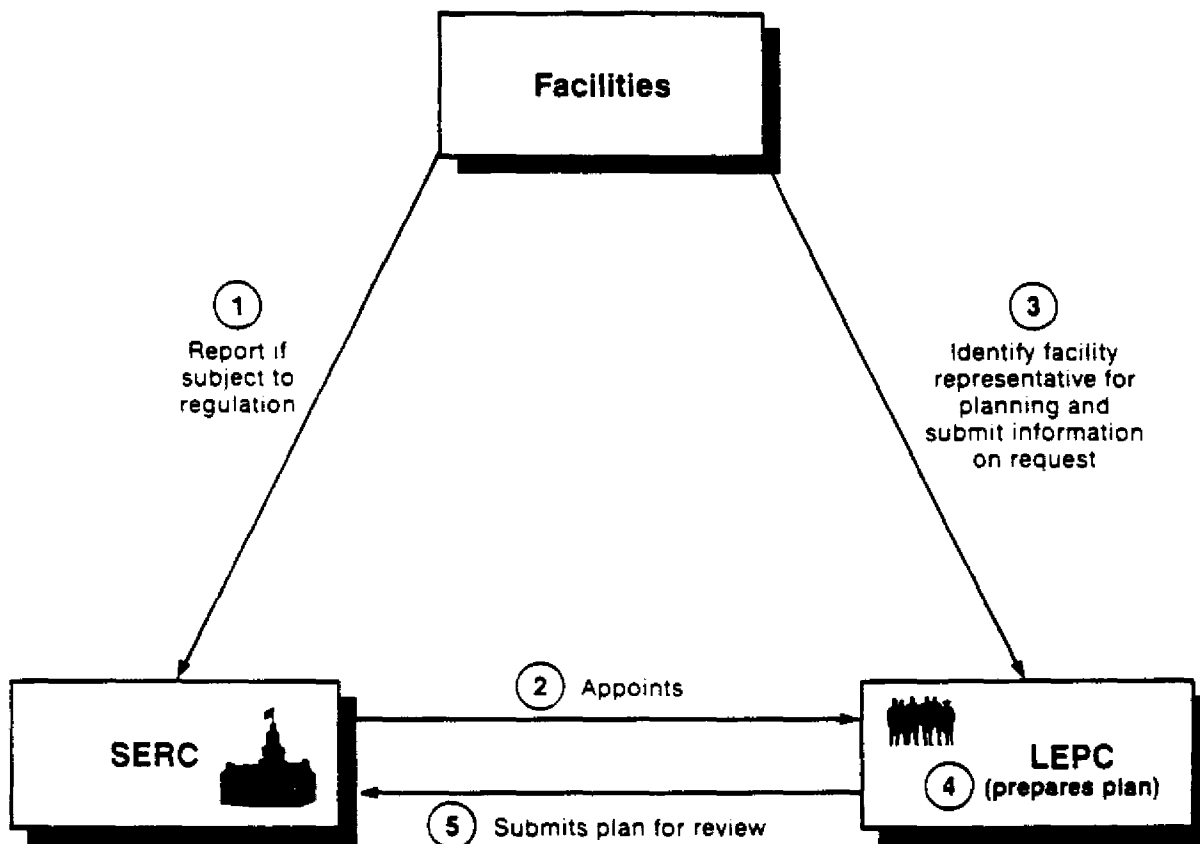 Facilities
1
Report if
subject to
regulation
3
Identify facility
representative for
planning and
submit information
on request
2 Appoints
SERC
LEPC
4 (prepares plan)
5 Submits plan for review